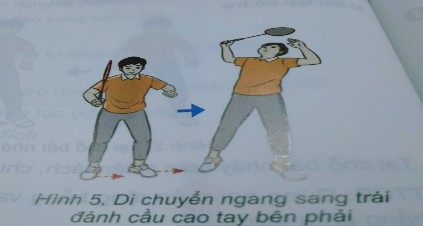 Hình 5. Di chuyển ngang sang trái
đánh cầu cao tay bên phải